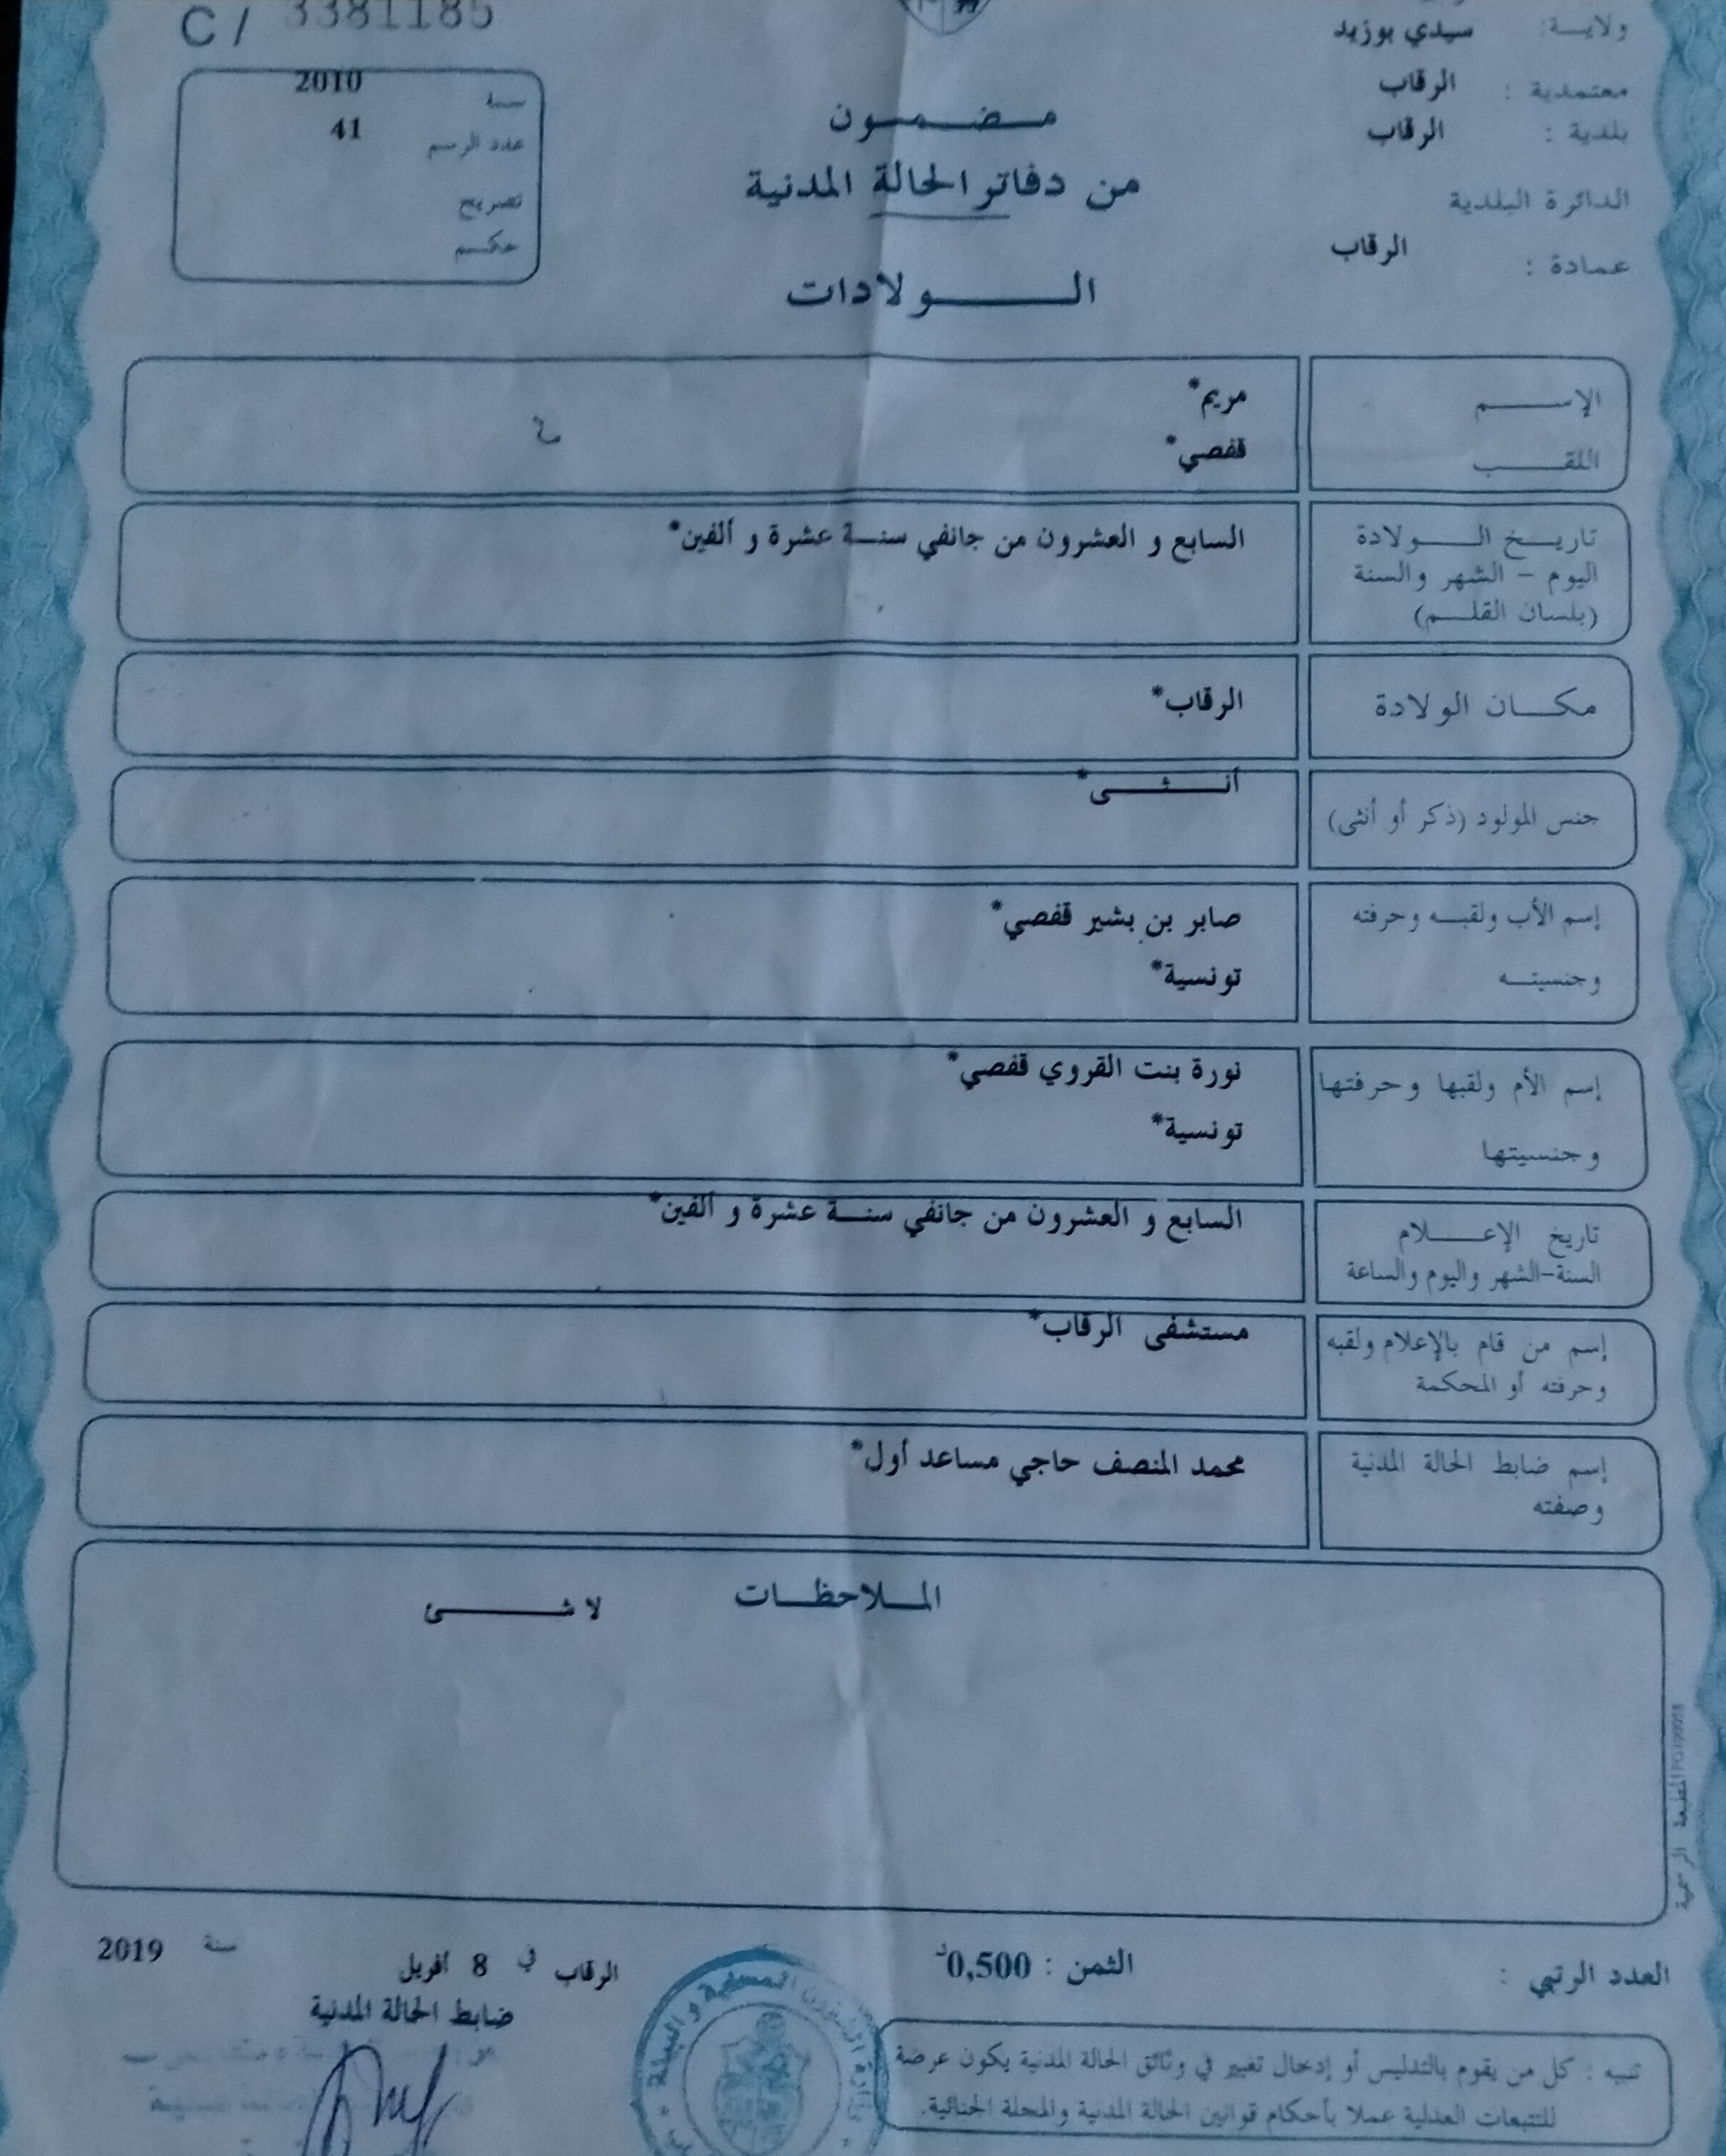 C / 3381185
ولايـة: سيدي بوزيد
معتمدية : الرقاب
بلدية : الرقاب
الدائرة البلدية
عمادة : الرقاب
سنة 2010
عدد الرسم 41
تصريح
حكم
مضمون
من دفاتر الحالة المدنية
الولادات
الإسم مريم*
اللقب قفصي*
تاريخ الولادة السابع و العشرون من جانفي سنة عشرة و ألفين*
اليوم - الشهر والسنة
(بلسان القلم)
مكان الولادة الرقاب*
جنس المولود (ذكر أو أنثى) أنثى*
إسم الأب ولقبه وحرفته صابر بن بشير قفصي*
وجنسيته تونسية*
إسم الأم ولقبها وحرفتها نورة بنت القروي قفصي*
وجنسيتها تونسية*
تاريخ الإعلام السابع و العشرون من جانفي سنة عشرة و ألفين*
السنة-الشهر واليوم والساعة
إسم من قام بالإعلام ولقبه مستشفى الرقاب*
وحرفته أو المحكمة
إسم ضابط الحالة المدنية محمد المنصف حاجي مساعد أول*
وصفته
الملاحظات لا شئ
المطبعة الرسمية
العدد الرتبي : الثمن : 0,500د
الرقاب في 8 أفريل سنة 2019
ضابط الحالة المدنية
تنبيه : كل من يقوم بالتدليس أو إدخال تغيير في وثائق الحالة المدنية يكون عرضة
للتتبعات العدلية عملا بأحكام قوانين الحالة المدنية والمجلة الجنائية.